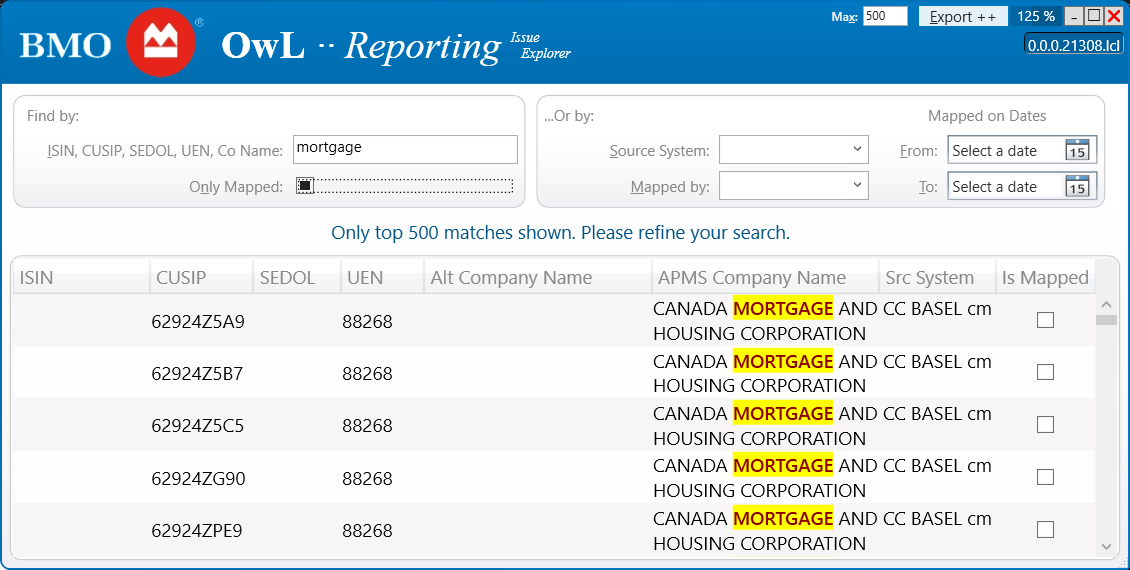 BMO ® OwL ·· Reporting Issue Explorer
Max: 500 Export ++ 125 %
0.0.0.21308.lcl
Find by:
ISIN, CUSIP, SEDOL, UEN, Co Name: mortgage
Only Mapped:
...Or by: Mapped on Dates
Source System: From: Select a date 15
Mapped by: To: Select a date 15
Only top 500 matches shown. Please refine your search.
ISIN CUSIP SEDOL UEN Alt Company Name APMS Company Name Src System Is Mapped
62924Z5A9 88268 CANADA MORTGAGE AND CC BASEL cm
HOUSING CORPORATION
62924Z5B7 88268 CANADA MORTGAGE AND CC BASEL cm
HOUSING CORPORATION
62924Z5C5 88268 CANADA MORTGAGE AND CC BASEL cm
HOUSING CORPORATION
62924ZG90 88268 CANADA MORTGAGE AND CC BASEL cm
HOUSING CORPORATION
62924ZPE9 88268 CANADA MORTGAGE AND CC BASEL cm
HOUSING CORPORATION